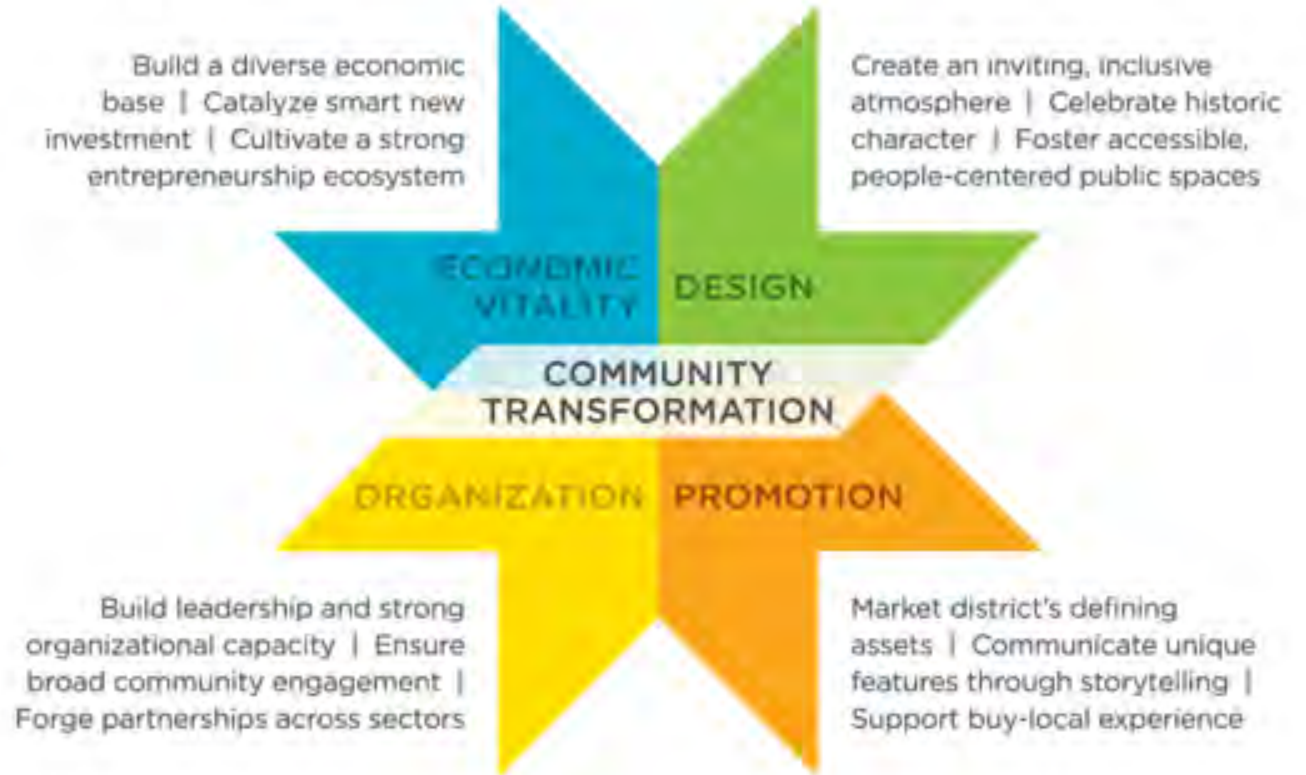 Build a diverse economic
base | Catalyze smart new
investment | Cultivate a strong
entrepreneurship ecosystem
Create an inviting, inclusive
atmosphere | Celebrate historic
character | Foster accessible,
people-centered public spaces
ECONOMIC
VITALITY
DESIGN
COMMUNITY
TRANSFORMATION
ORGANIZATION
PROMOTION
Build leadership and strong
organizational capacity | Ensure
broad community engagement |
Forge partnerships across sectors
Market district's defining
assets | Communicate unique
features through storytelling |
Support buy-local experience